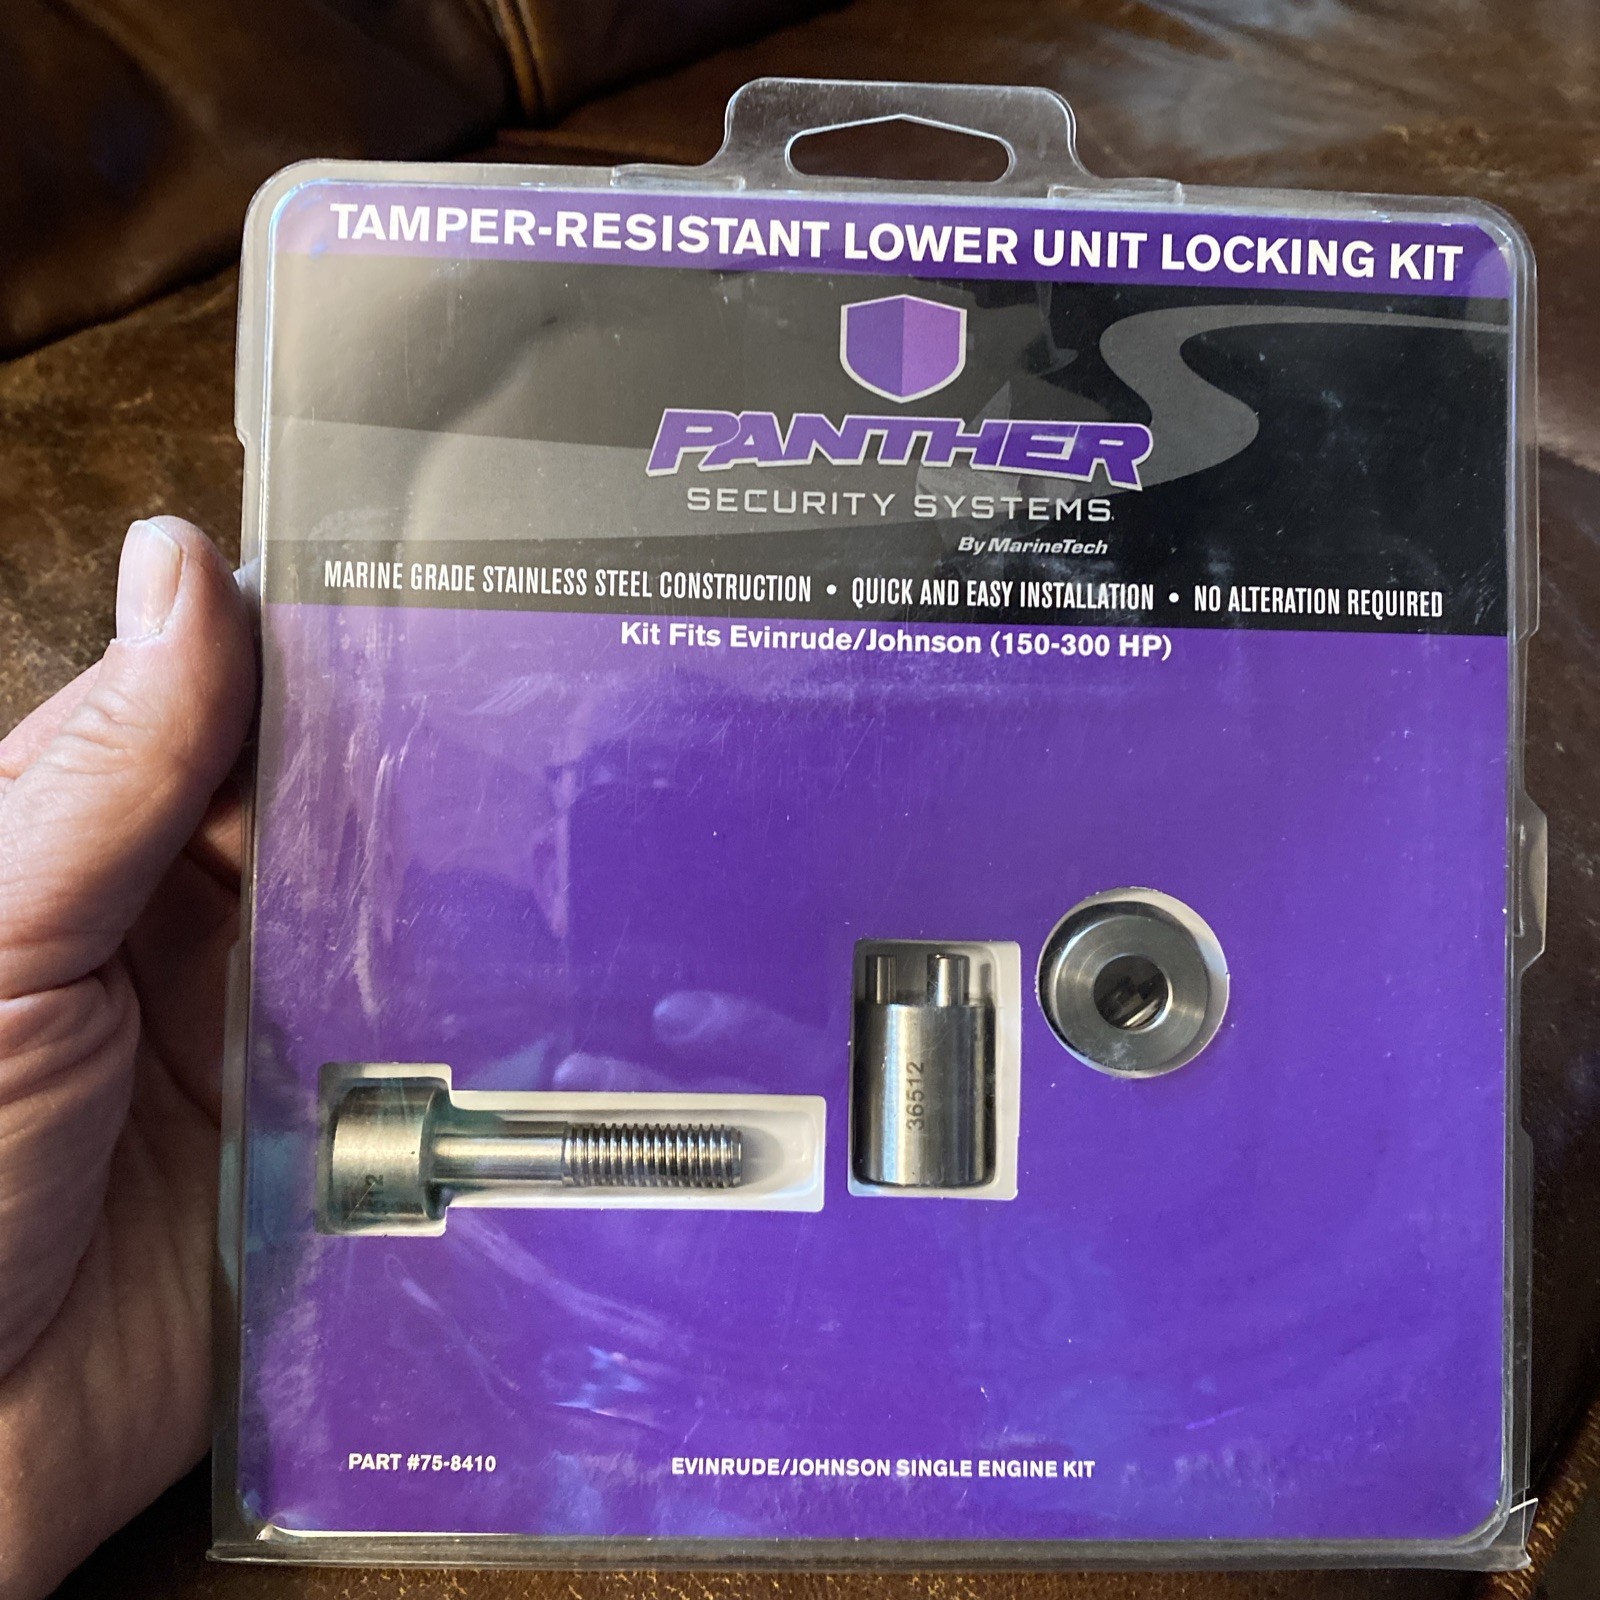 TAMPER-RESISTANT LOWER UNIT LOCKING KIT
PANTHER
SECURITY SYSTEMS.
By MarineTech
MARINE GRADE STAINLESS STEEL CONSTRUCTION • QUICK AND EASY INSTALLATION • NO ALTERATION REQUIRED
Kit Fits Evinrude/Johnson (150-300 HP)
36512
PART #75-8410
EVINRUDE/JOHNSON SINGLE ENGINE KIT